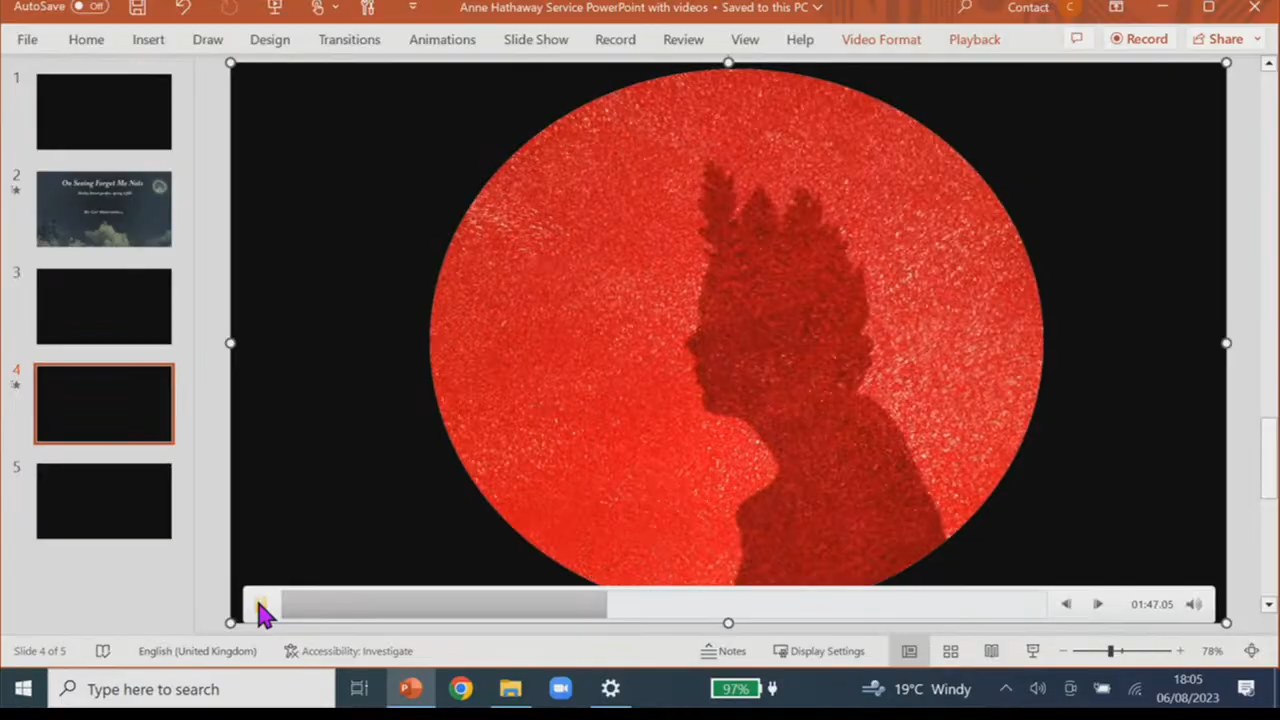 AutoSave Off Anne Hathaway Service PowerPoint with videos • Saved to this PC Contact C
File Home Insert Draw Design Slide Show Transitions Animations Slide Show Record Review View Help Video Format Playback Record Share
1
2
On Seeing Forget Me Nots
3
4
5
01:47.05
Slide 4 of 5 English (United Kingdom) Accessibility: Investigate Notes Display Settings 78%
Type here to search 97% 19°C Windy 18:05
06/08/2023